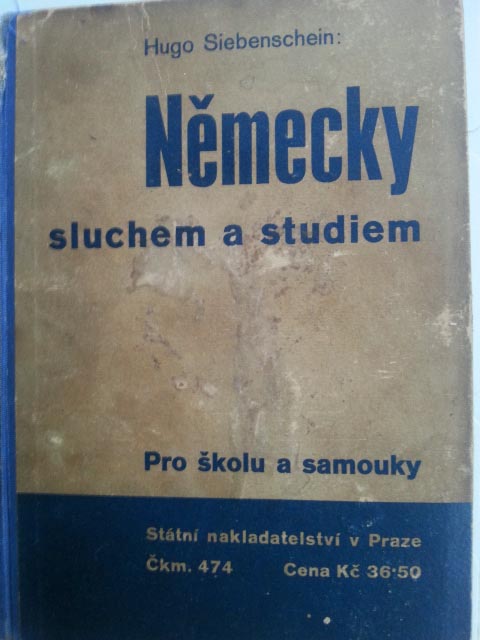 Hugo Siebenschein:
Německy
sluchem a studiem
Pro školu a samouky
Státní nakladatelství v Praze
Čkm. 474 Cena Kč 36·50